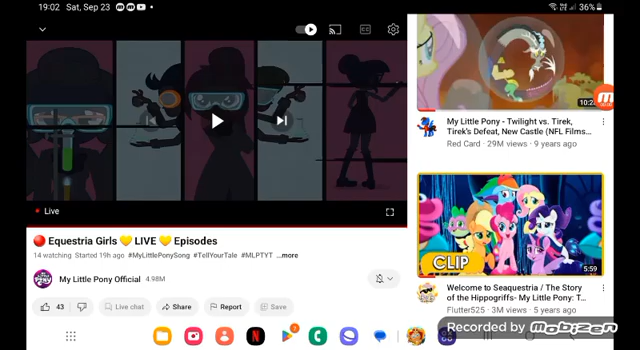 19:02 Sat, Sep 23
36%
Live
Equestria Girls 💛 LIVE 💛 Episodes
14 watching Started 19h ago #MyLittlePonySong #TellYourTale #MLPTYT ...more
My Little Pony Official 4.98M
43
Live chat
Share
Report
Save
My Little Pony - Twilight vs. Tirek,
Tirek's Defeat, New Castle (NFL Films...
Red Card · 29M views · 9 years ago
CLIP
5:59
Welcome to Seaquestria / The Story
of the Hippogriffs- My Little Pony: T...
Flutter525 · 3M views · 5 years ago
Recorded by Mobizen